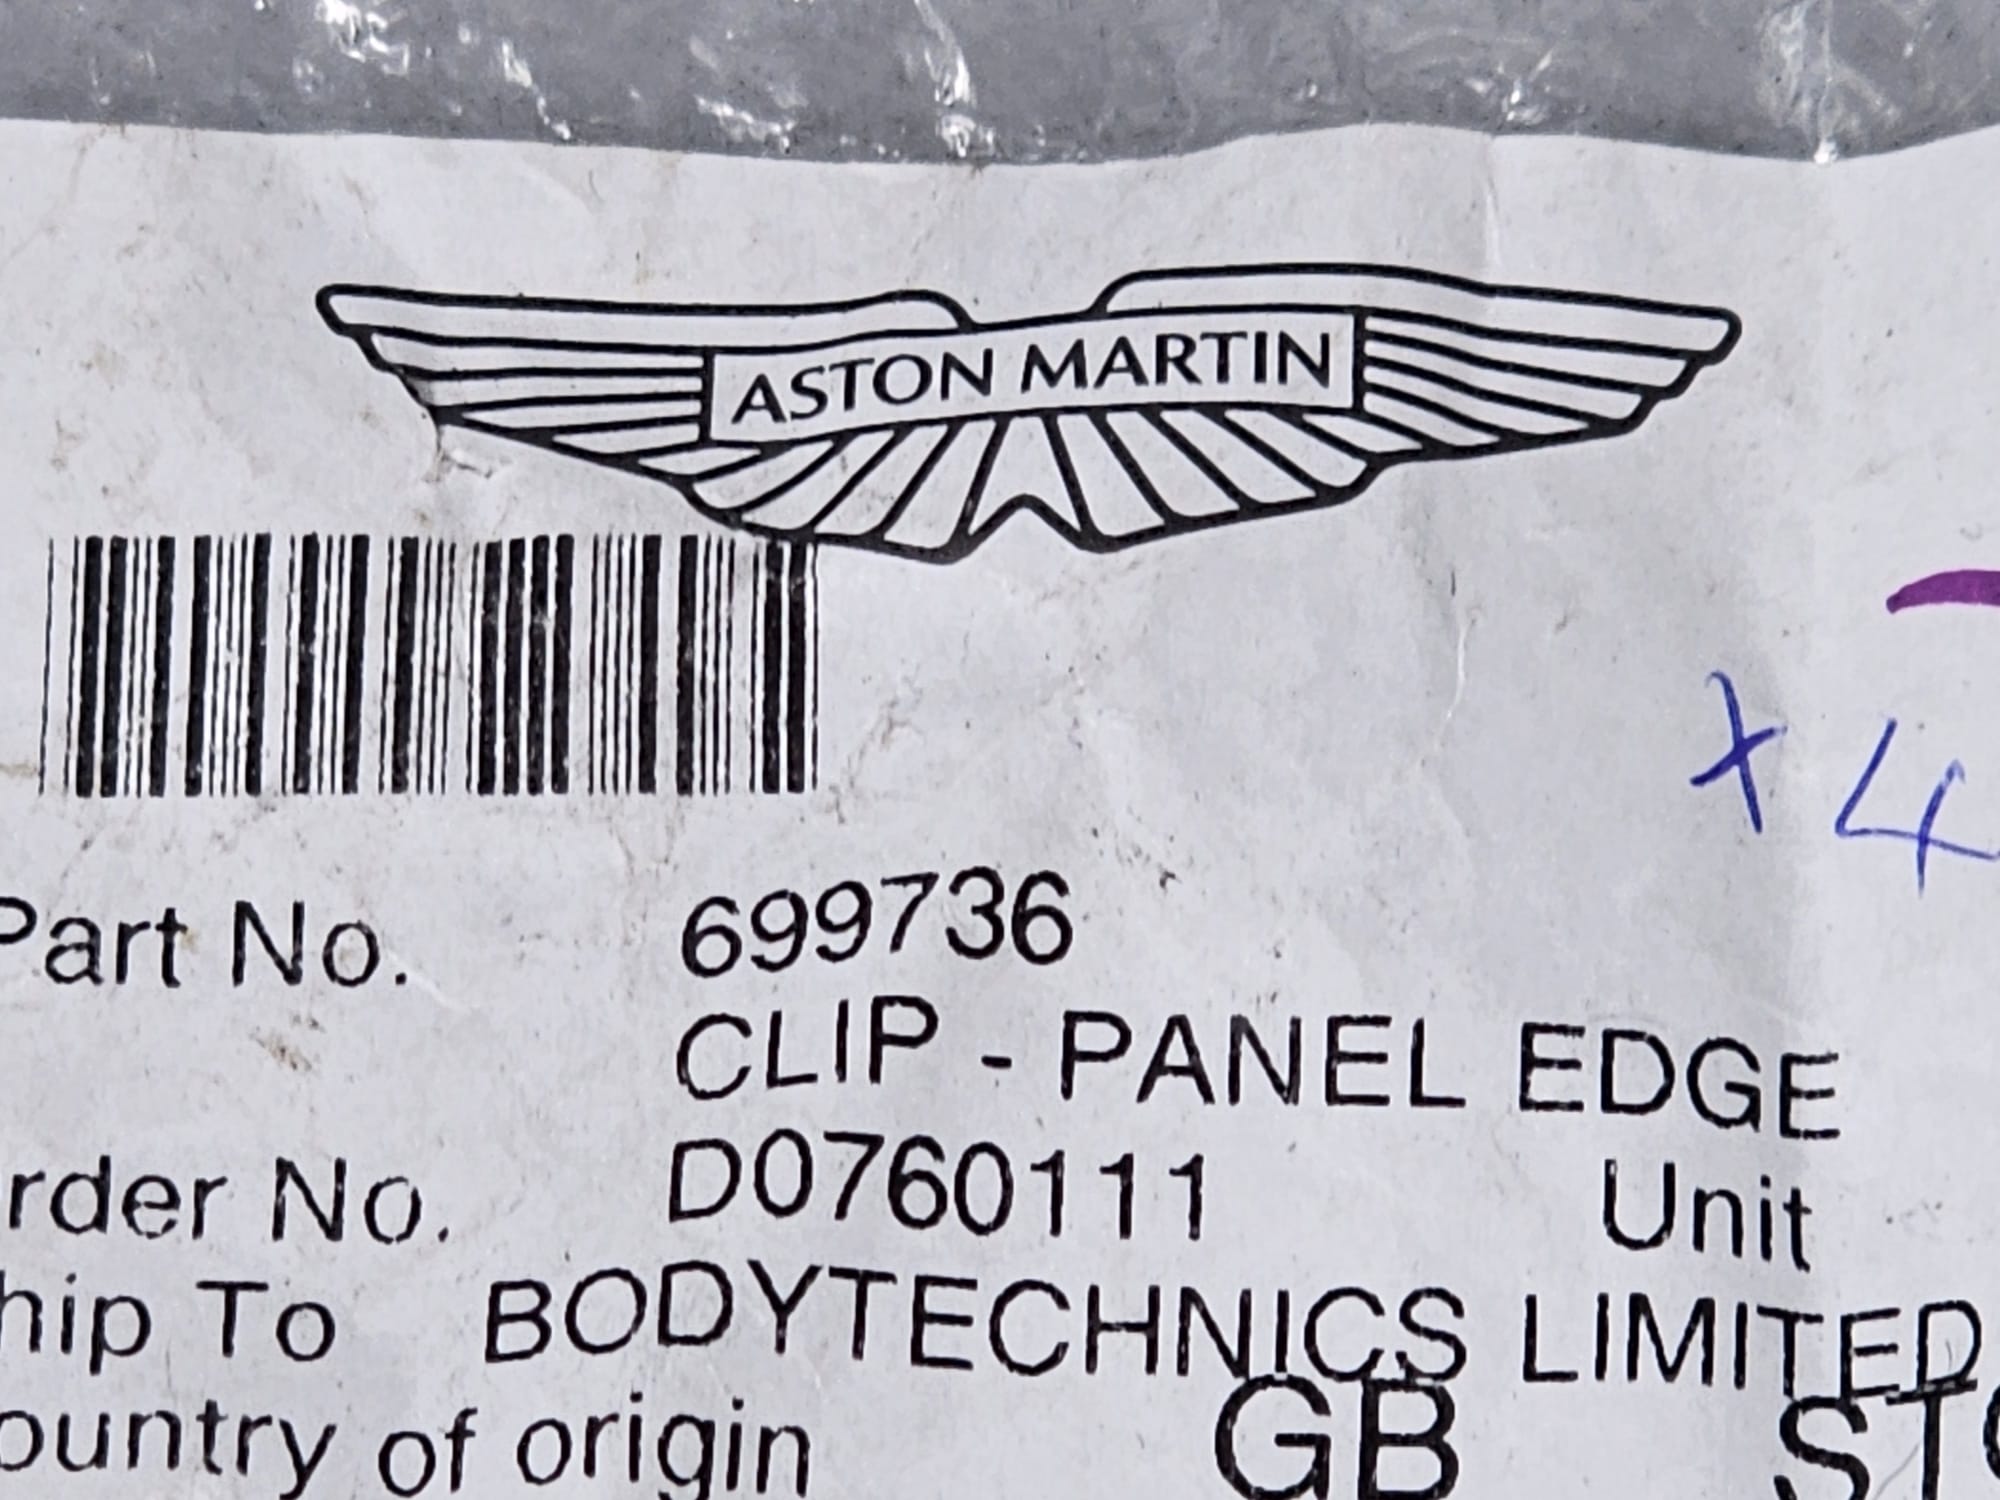 ASTON MARTIN
x4
Part No. 699736
CLIP - PANEL EDGE
rder No. D0760111 Unit
hip To BODYTECHNICS LIMITED
ountry of origin GB ST